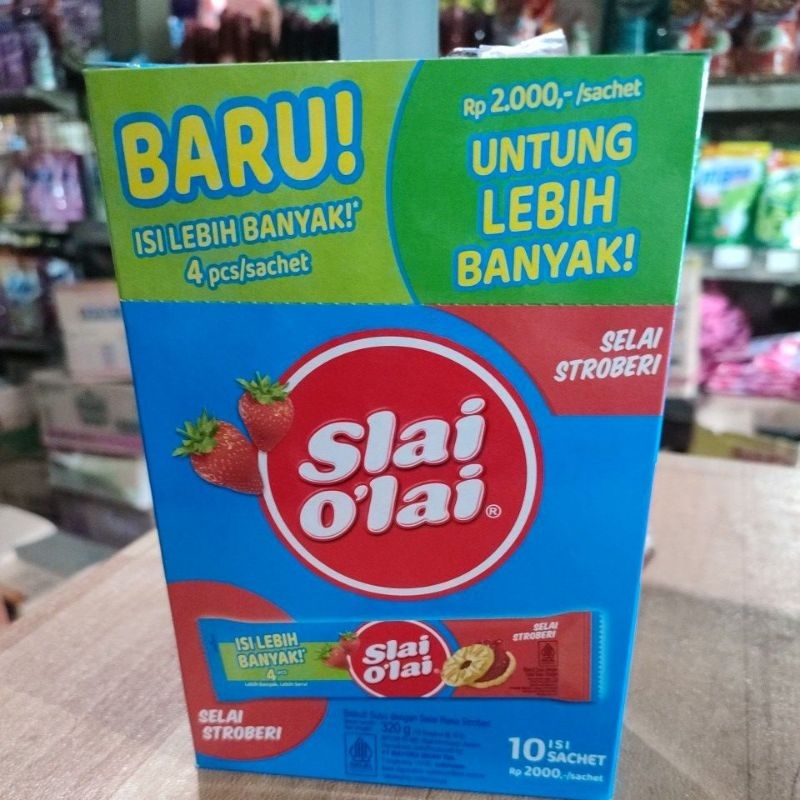 BARU!
ISI LEBIH BANYAK!*
4 pcs/sachet
Rp 2.000,-/sachet
UNTUNG
LEBIH
BANYAK!
SELAI
STROBERI
Slai
o'lai®
ISI LEBIH
BANYAK!*
4 pcs
Slai
o'lai®
SELAI
STROBERI
SELAI
STROBERI
320 g
10 ISI
SACHET
Rp 2000,-/sachet